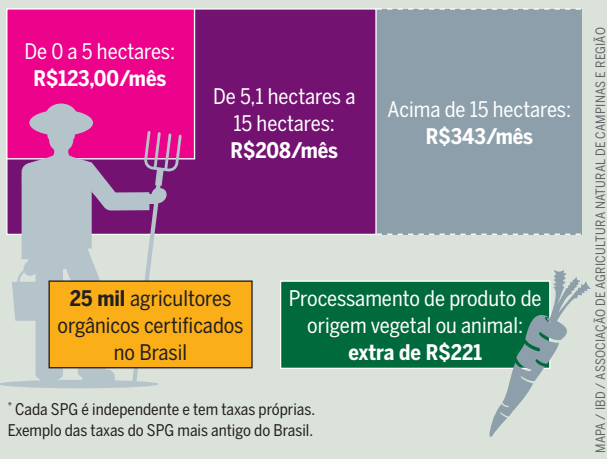 De 0 a 5 hectares:
R$123,00/mês
De 5,1 hectares a
15 hectares:
R$208/mês
Acima de 15 hectares:
R$343/mês
25 mil agricultores
orgânicos certificados
no Brasil
Processamento de produto de
origem vegetal ou animal:
extra de R$221
* Cada SPG é independente e tem taxas próprias.
Exemplo das taxas do SPG mais antigo do Brasil.
MAPA / IBD / ASSOCIAÇÃO DE AGRICULTURA NATURAL DE CAMPINAS E REGIÃO